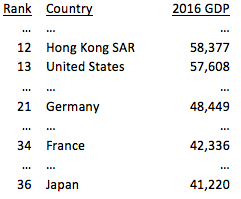 Rank Country 2016 GDP
... ... ...
12 Hong Kong SAR 58,377
13 United States 57,608
... ... ...
21 Germany 48,449
... ... ...
34 France 42,336
... ... ...
36 Japan 41,220
... ... ...